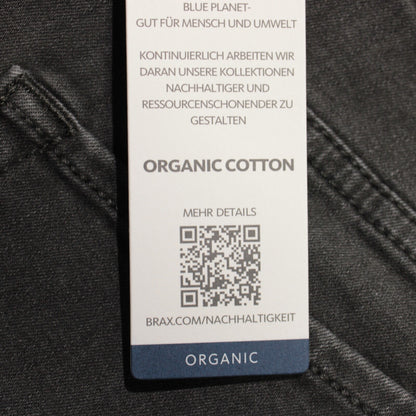 BLUE PLANET-
GUT FÜR MENSCH UND UMWELT
KONTINUIERLICH ARBEITEN WIR
DARAN UNSERE KOLLEKTIONEN
NACHHALTIGER UND
RESSOURCENSCHONENDER ZU
GESTALTEN
ORGANIC COTTON
MEHR DETAILS
BRAX.COM/NACHHALTIGKEIT
ORGANIC